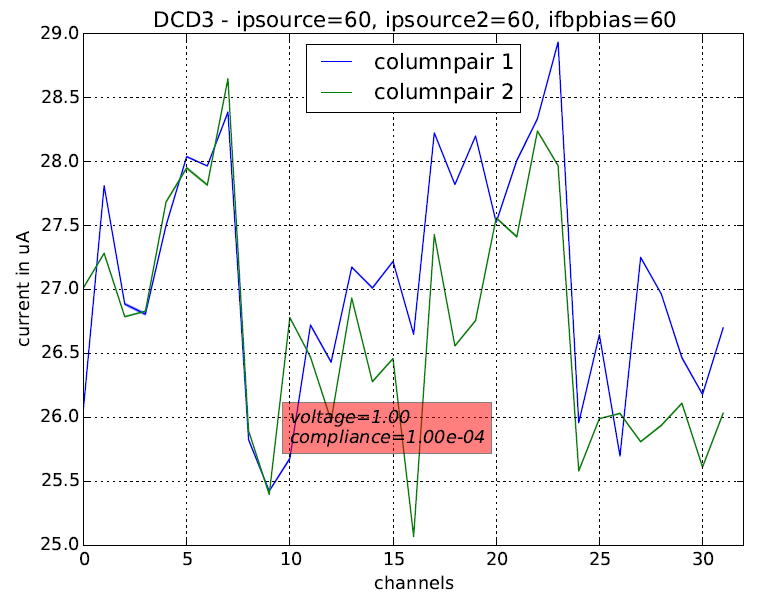 DCD3 - ipsource=60, ipsource2=60, ifbpbias=60
29.0
28.5
28.0
27.5
27.0
26.5
26.0
25.5
25.0
current in uA
columnpair 1
columnpair 2
voltage=1.00
compliance=1.00e-04
0 5 10 15 20 25 30
channels